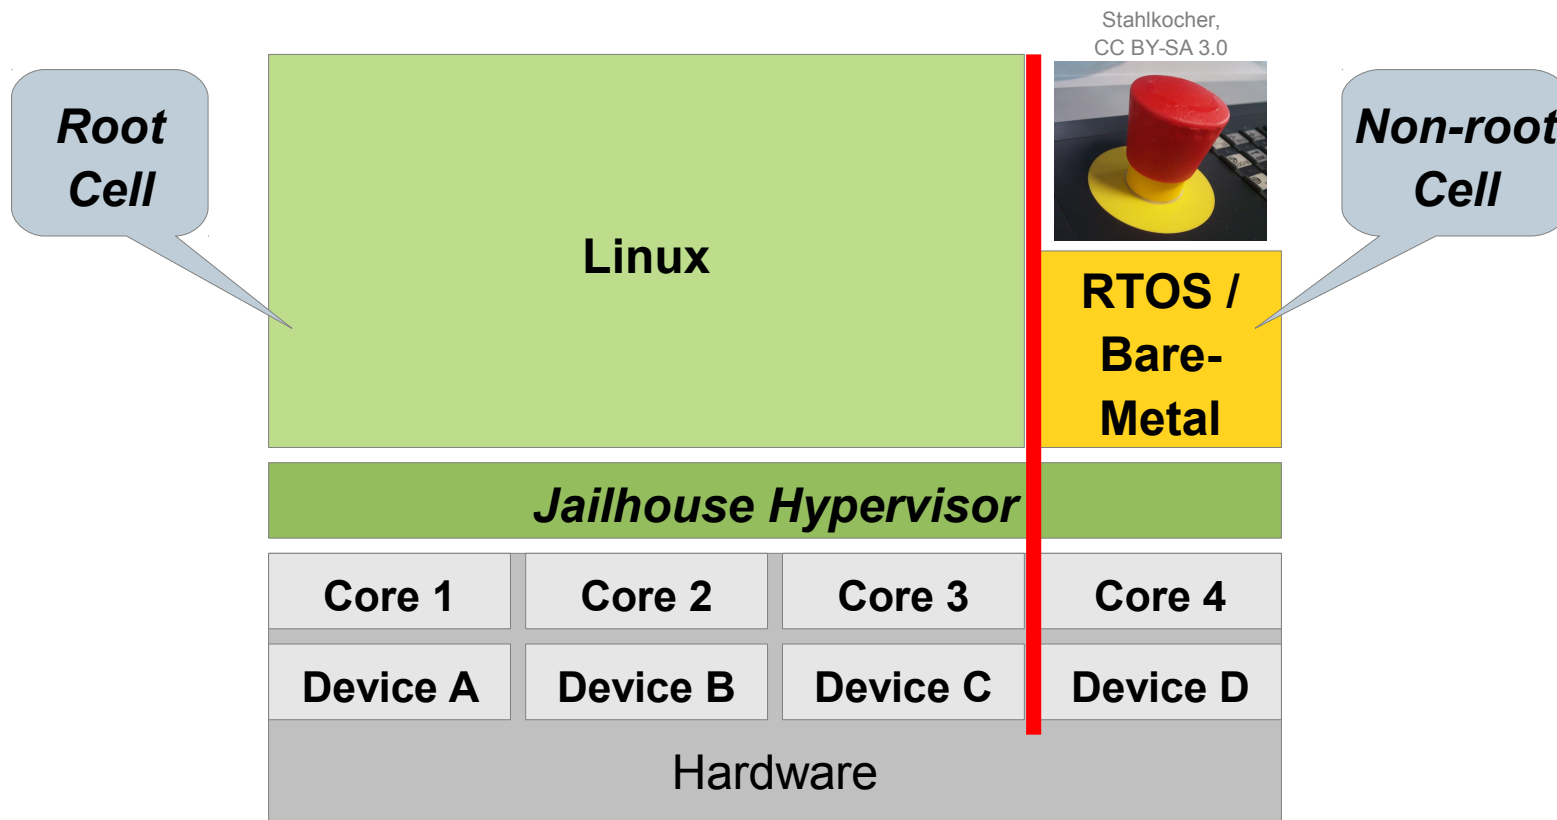 Stahlkocher,
CC BY-SA 3.0
Root
Cell
Non-root
Cell
Linux
RTOS /
Bare-
Metal
Jailhouse Hypervisor
Core 1
Core 2
Core 3
Core 4
Device A
Device B
Device C
Device D
Hardware